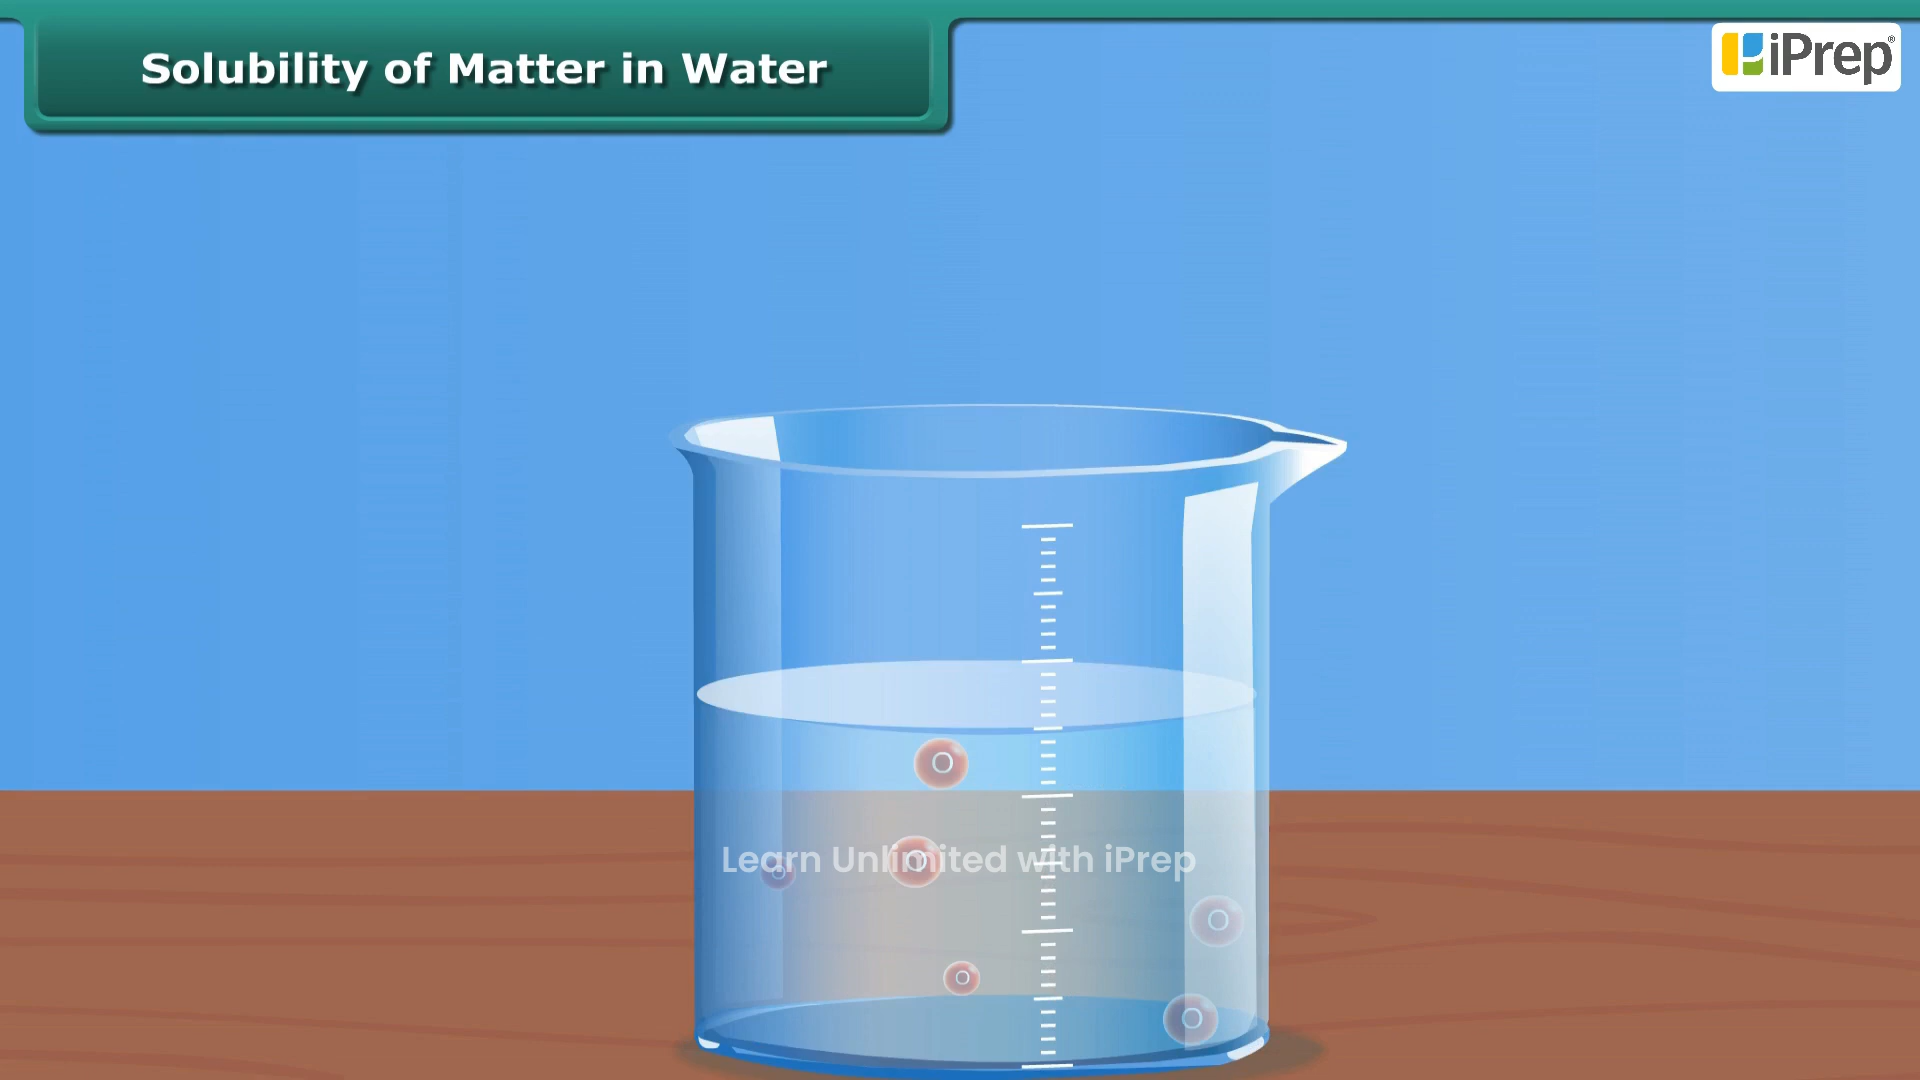 Solubility of Matter in Water
iPrep®
O
O
Learn Unlimited with iPrep
O
O
O
O